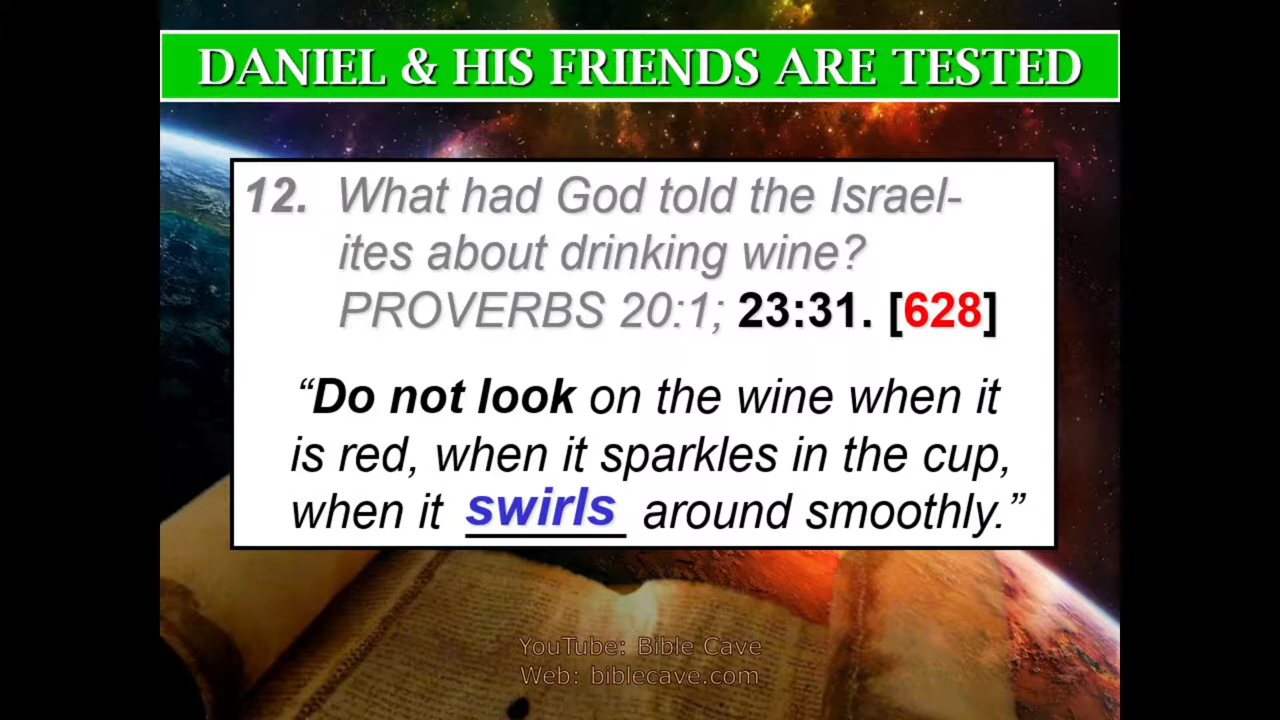 DANIEL & HIS FRIENDS ARE TESTED
12. What had God told the Israel-
ites about drinking wine?
PROVERBS 20:1; 23:31. [628]
“Do not look on the wine when it
is red, when it sparkles in the cup,
when it swirls around smoothly.”
YouTube: Bible Cave
Web: biblecave.com